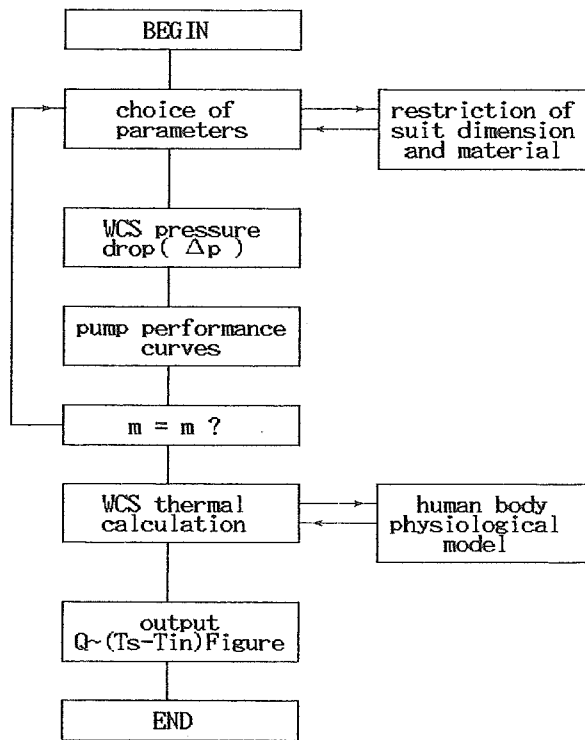 BEGIN
choice of
parameters
restriction of
suit dimension
and material
WCS pressure
drop( Δp )
pump performance
curves
m = m ?
WCS thermal
calculation
human body
physiological
model
output
Q~(Ts-Tin)Figure
END